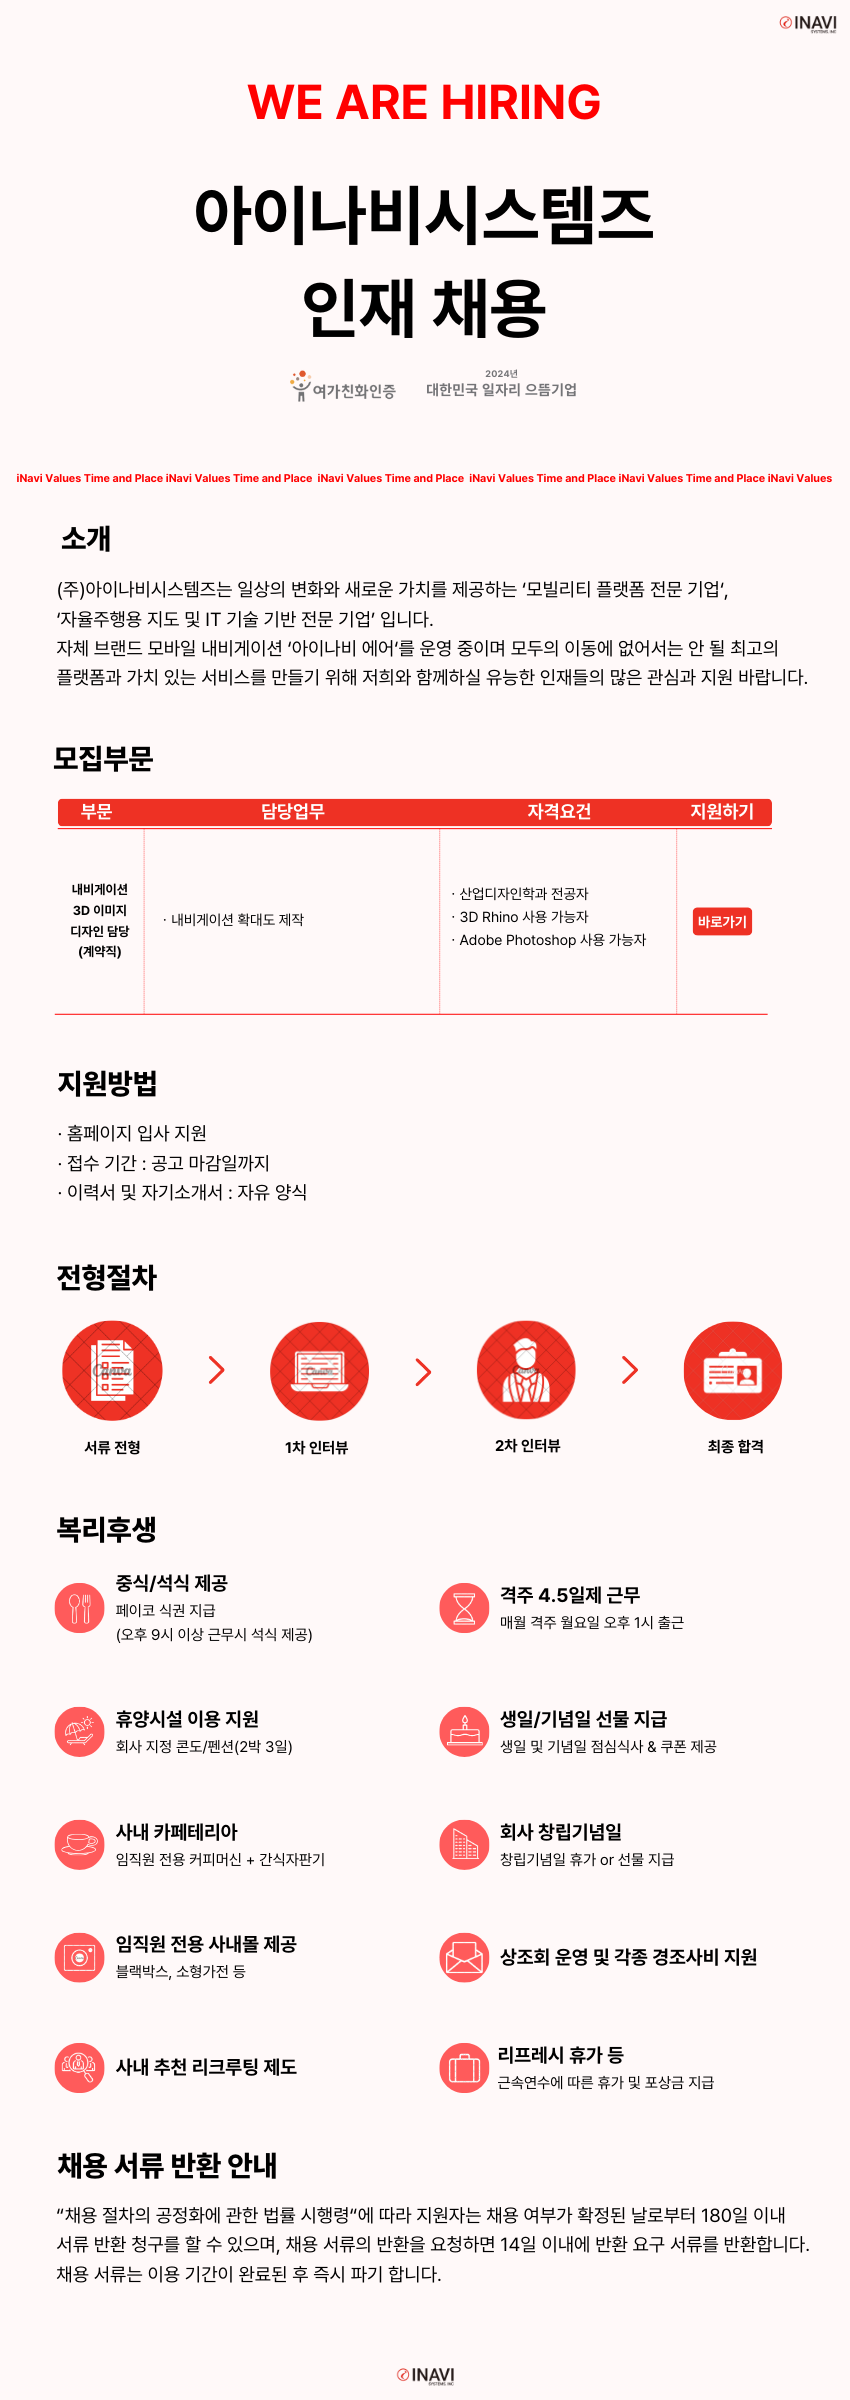 INAVI
SYSTEMS INC
WE ARE HIRING
아이나비시스템즈
인재 채용
여가친화인증
2024년
대한민국 일자리 으뜸기업
iNavi Values Time and Place iNavi Values Time and Place iNavi Values Time and Place iNavi Values Time and Place iNavi Values Time and Place iNavi Values
소개
(주)아이나비시스템즈는 일상의 변화와 새로운 가치를 제공하는 ‘모빌리티 플랫폼 전문 기업‘,
‘자율주행용 지도 및 IT 기술 기반 전문 기업’ 입니다.
자체 브랜드 모바일 내비게이션 ‘아이나비 에어‘를 운영 중이며 모두의 이동에 없어서는 안 될 최고의
플랫폼과 가치 있는 서비스를 만들기 위해 저희와 함께하실 유능한 인재들의 많은 관심과 지원 바랍니다.
모집부문
부문 담당업무 자격요건 지원하기
내비게이션
3D 이미지
디자인 담당
(계약직)
· 내비게이션 확대도 제작
· 산업디자인학과 전공자
· 3D Rhino 사용 가능자
· Adobe Photoshop 사용 가능자
바로가기
지원방법
· 홈페이지 입사 지원
· 접수 기간 : 공고 마감일까지
· 이력서 및 자기소개서 : 자유 양식
전형절차
Canva
서류 전형
1차 인터뷰
2차 인터뷰
최종 합격
복리후생
중식/석식 제공
페이코 식권 지급
(오후 9시 이상 근무시 석식 제공)
격주 4.5일제 근무
매월 격주 월요일 오후 1시 출근
휴양시설 이용 지원
회사 지정 콘도/펜션(2박 3일)
생일/기념일 선물 지급
생일 및 기념일 점심식사 & 쿠폰 제공
사내 카페테리아
임직원 전용 커피머신 + 간식자판기
회사 창립기념일
창립기념일 휴가 or 선물 지급
임직원 전용 사내몰 제공
블랙박스, 소형가전 등
상조회 운영 및 각종 경조사비 지원
사내 추천 리크루팅 제도
리프레시 휴가 등
근속연수에 따른 휴가 및 포상금 지급
채용 서류 반환 안내
“채용 절차의 공정화에 관한 법률 시행령“에 따라 지원자는 채용 여부가 확정된 날로부터 180일 이내
서류 반환 청구를 할 수 있으며, 채용 서류의 반환을 요청하면 14일 이내에 반환 요구 서류를 반환합니다.
채용 서류는 이용 기간이 완료된 후 즉시 파기 합니다.
INAVI
SYSTEMS INC